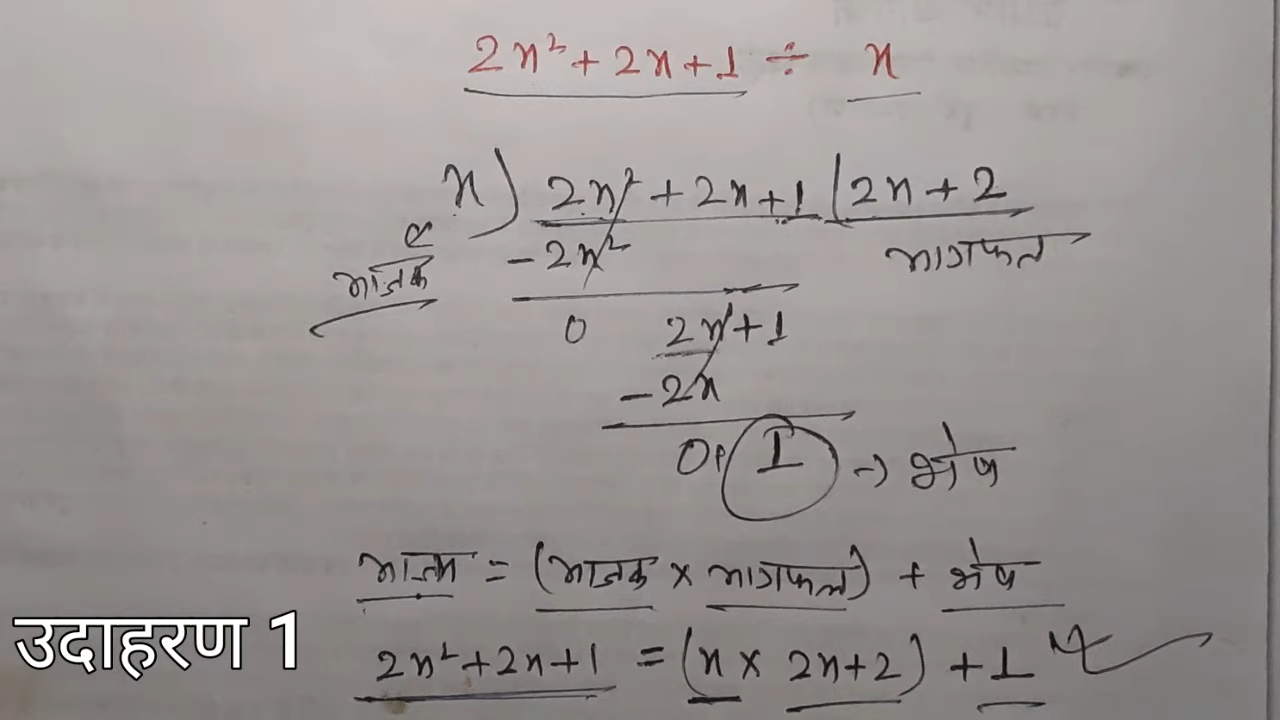 2x² + 2x + 1 ÷ x
x ) 2x² + 2x + 1 ( 2x + 2
भाजक
- 2x²
भागफल
0 2x + 1
- 2x
0, 1 → शेष
भाज्य = (भाजक × भागफल) + शेष
उदाहरण 1
2x² + 2x + 1 = (x × 2x + 2) + 1